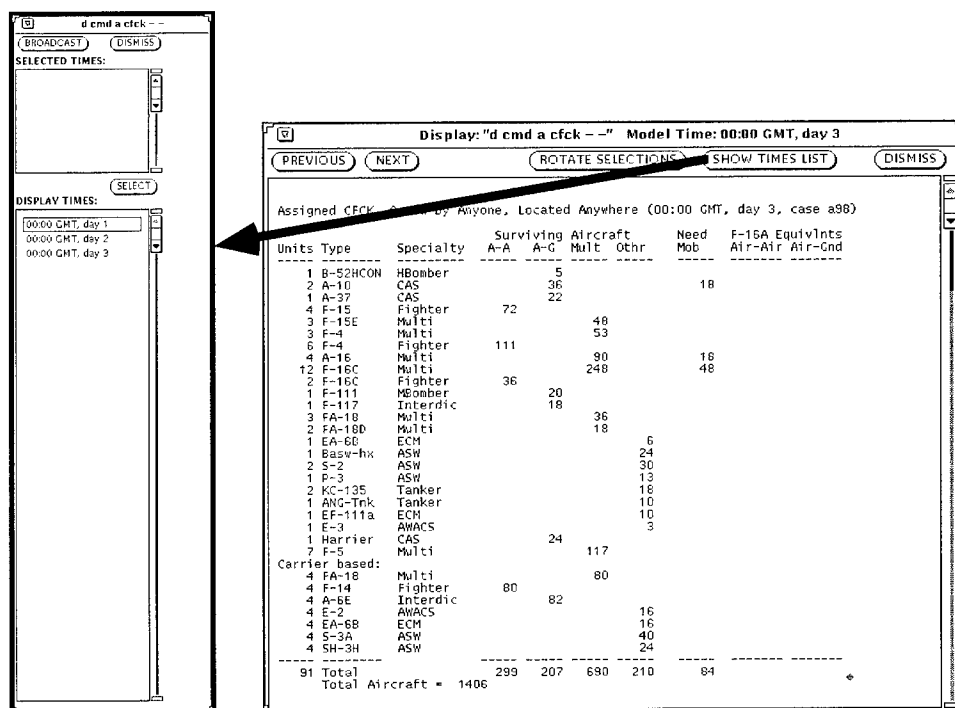 d cmd a cfck – –
BROADCAST DISMISS
SELECTED TIMES:
SELECT
DISPLAY TIMES:
00:00 GMT, day 1
00:00 GMT, day 2
00:00 GMT, day 3
Display: "d cmd a cfck – –" Model Time: 00:00 GMT, day 3
PREVIOUS NEXT ROTATE SELECTIONS SHOW TIMES LIST DISMISS
Assigned CFCK, by Anyone, Located Anywhere (00:00 GMT, day 3, case a98)
Surviving Aircraft Need F-16A Equivlnts
Units Type Specialty A-A A-G Mult Othr Mob Air-Air Air-Gnd
1 B-52HCON HBomber 5
2 A-10 CAS 36 18
1 A-37 CAS 22
4 F-15 Fighter 72
3 F-15E Multi 48
3 F-4 Multi 53
6 F-4 Fighter 111
4 A-16 Multi 90 18
12 F-16C Multi 248 48
2 F-16C Fighter 36
1 F-111 MBomber 20
1 F-117 Interdic 18
3 FA-18 Multi 36
2 FA-18D Multi 18
1 EA-6B ECM 6
1 Basw-hx ASW 24
2 S-2 ASW 30
1 P-3 ASW 13
2 KC-135 Tanker 18
1 ANG-Tnk Tanker 10
1 EF-111a ECM 10
1 E-3 AWACS 3
1 Harrier CAS 24
7 F-5 Multi 117
Carrier based:
4 FA-18 Multi 80
4 F-14 Fighter 80
4 A-6E Interdic 82
4 E-2 AWACS 16
4 EA-6B ECM 16
4 S-3A ASW 40
4 SH-3H ASW 24
91 Total 299 207 690 210 84
Total Aircraft = 1406